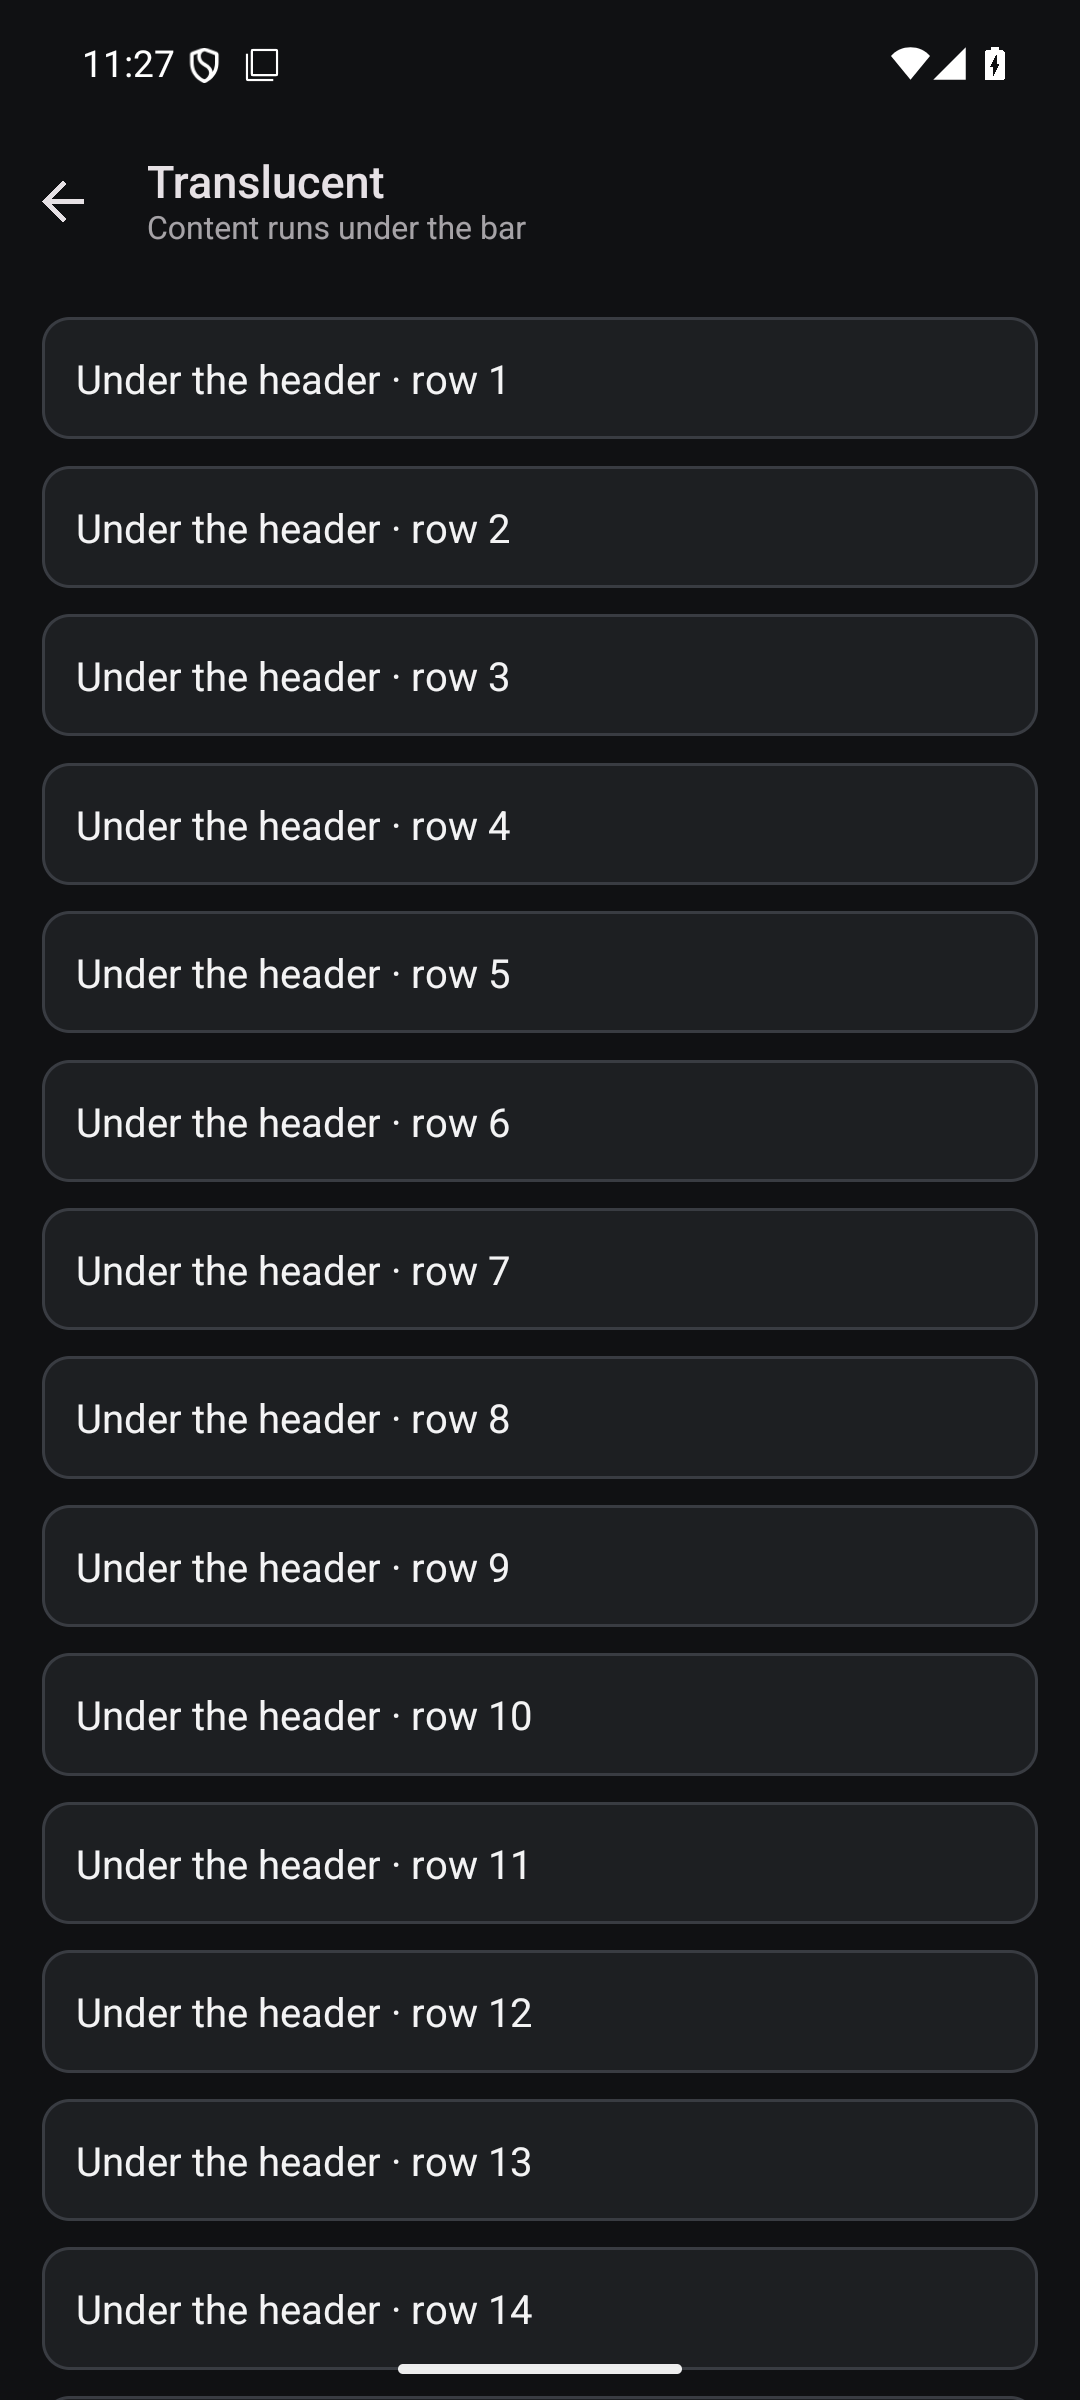 11:27
Translucent
Content runs under the bar
Under the header · row 1
Under the header · row 2
Under the header · row 3
Under the header · row 4
Under the header · row 5
Under the header · row 6
Under the header · row 7
Under the header · row 8
Under the header · row 9
Under the header · row 10
Under the header · row 11
Under the header · row 12
Under the header · row 13
Under the header · row 14